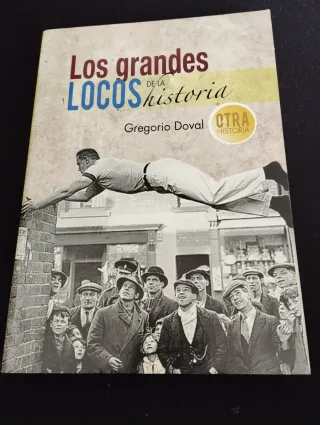 Los grandes
LOCOS DE LA historia
Gregorio Doval
OTRA
HISTORIA